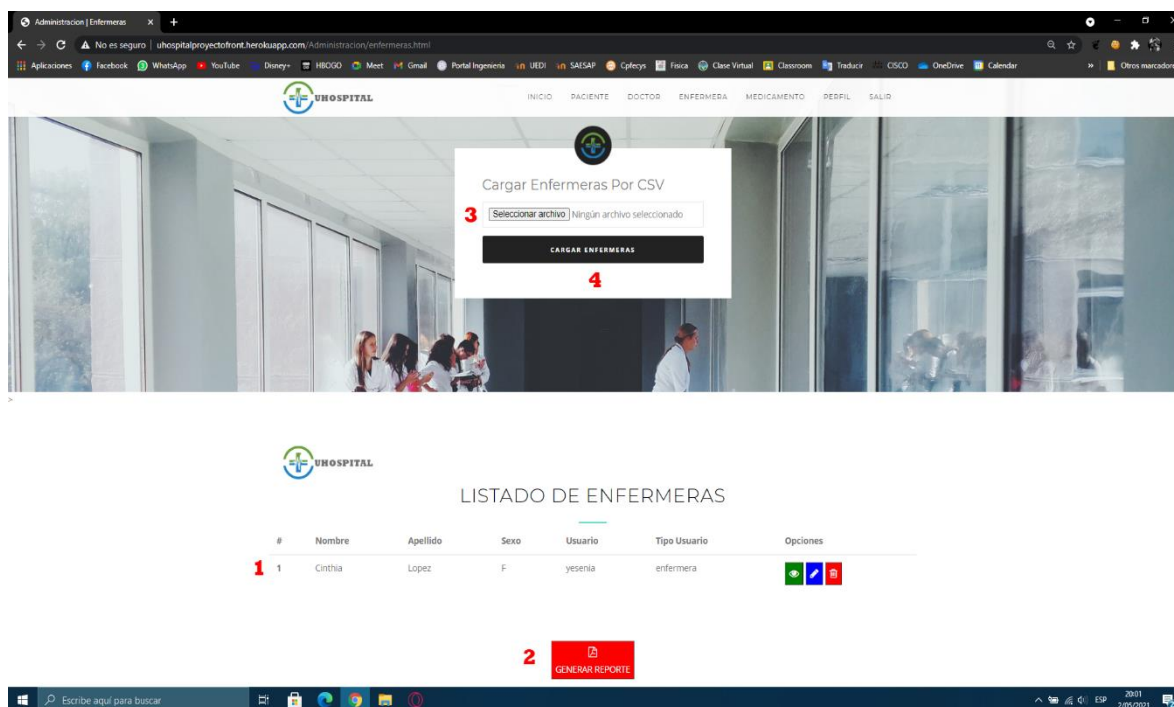 Administracion | Enfermeras
No es seguro | uhospitalproyectofront.herokuapp.com/Administracion/enfermeras.html
Aplicaciones Facebook WhatsApp YouTube Disney+ HBOGO Meet Gmail Portal Ingenieria UEDI SAESAP Cpfecys Fisica Clase Virtual Classroom Traducir CISCO OneDrive Calendar » Otros marcadores
UHOSPITAL INICIO PACIENTE DOCTOR ENFERMERA MEDICAMENTO PERFIL SALIR
Cargar Enfermeras Por CSV
3 Seleccionar archivo Ningún archivo seleccionado
CARGAR ENFERMERAS
4
>
UHOSPITAL
LISTADO DE ENFERMERAS
# Nombre Apellido Sexo Usuario Tipo Usuario Opciones
1 1 Cinthia Lopez F yesenia enfermera
2 GENERAR REPORTE
Escribe aquí para buscar
ESP
20:01
2/05/2021